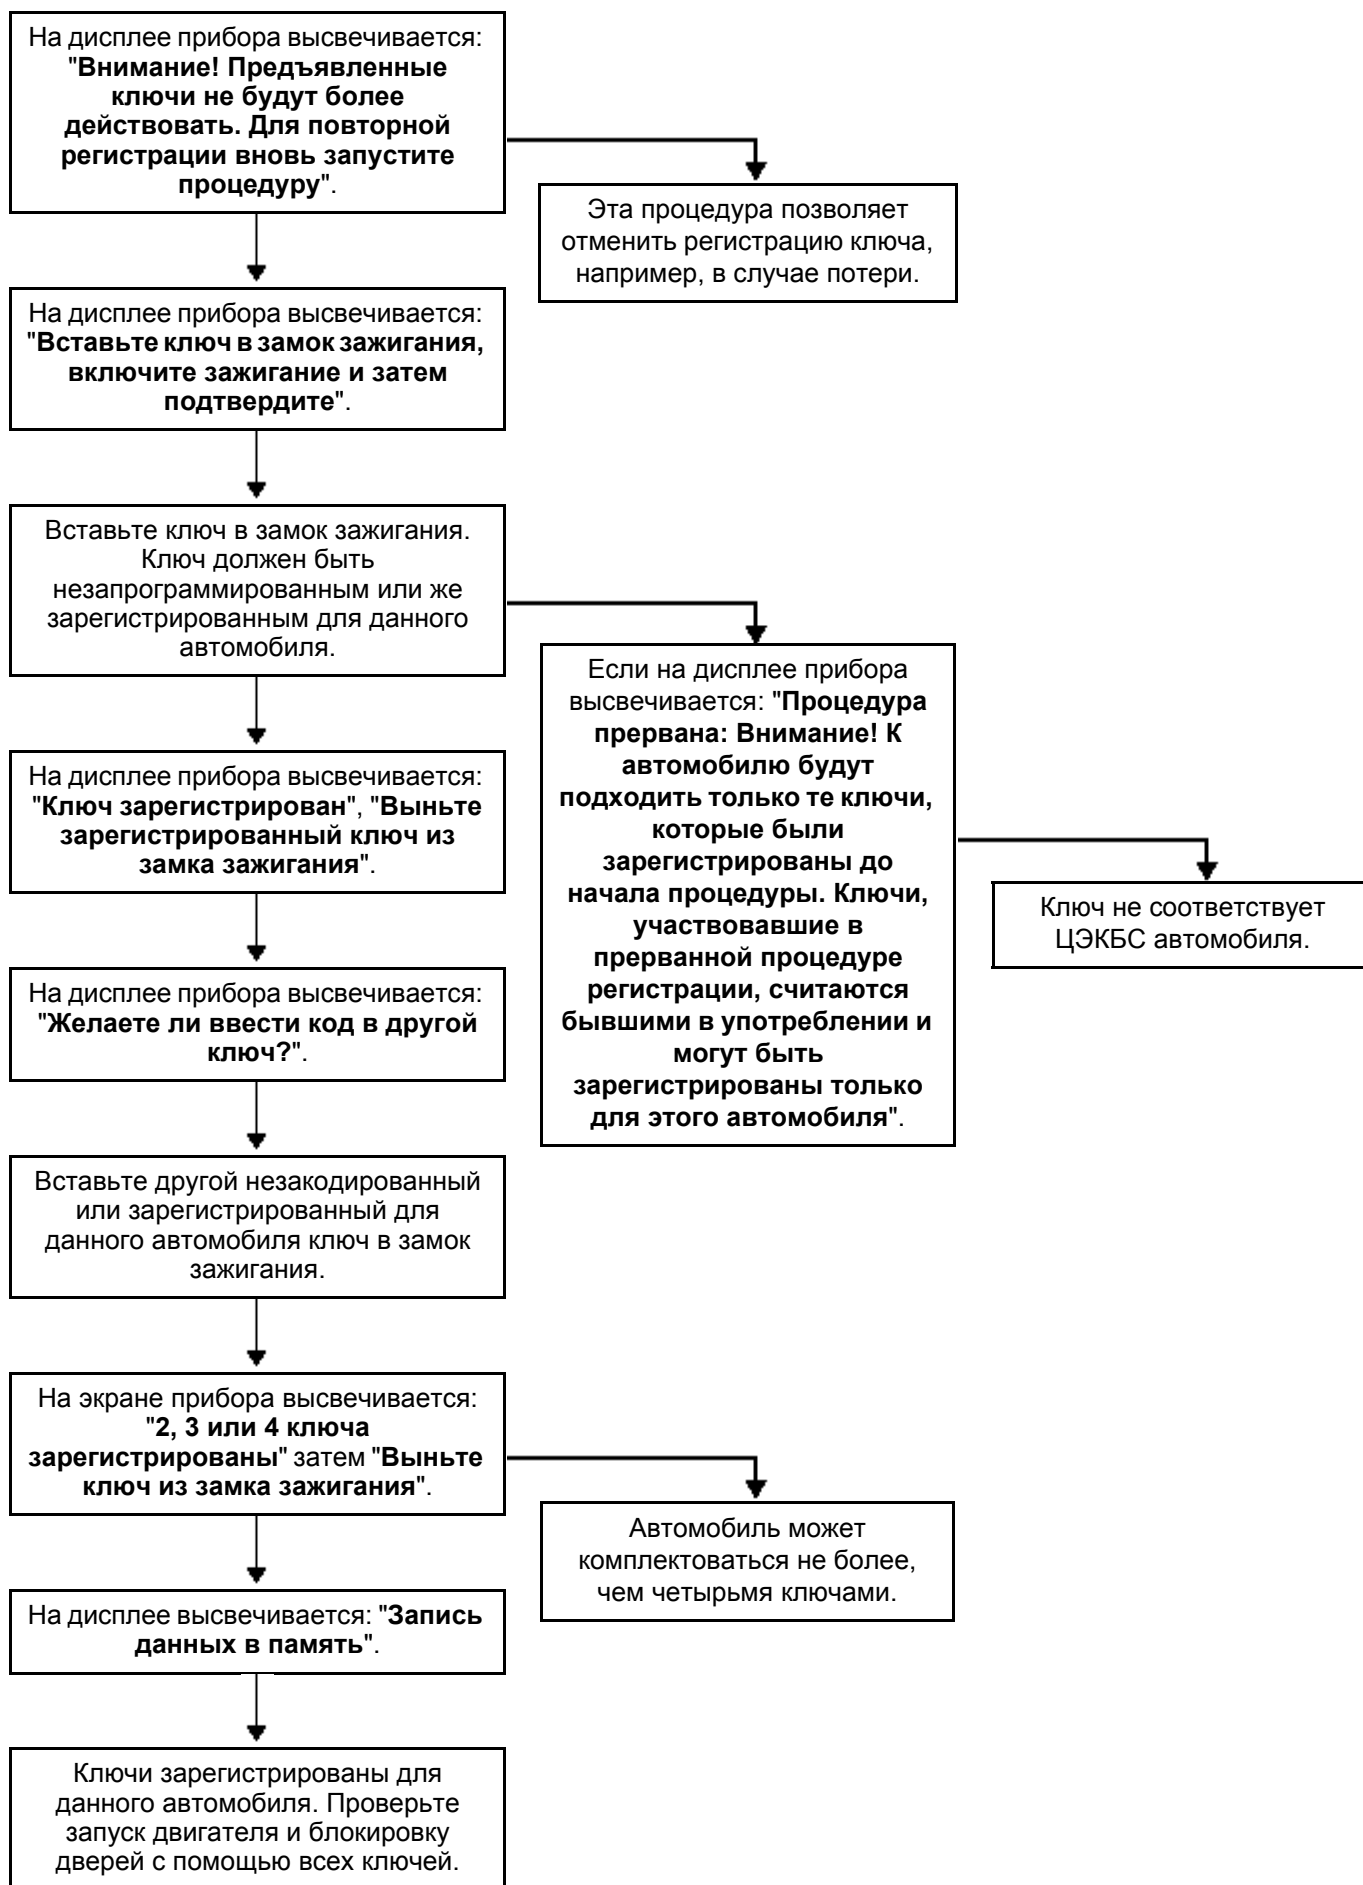 На дисплее прибора высвечивается:
"Внимание! Предъявленные
ключи не будут более
действовать. Для повторной
регистрации вновь запустите
процедуру".
Эта процедура позволяет
отменить регистрацию ключа,
например, в случае потери.
На дисплее прибора высвечивается:
"Вставьте ключ в замок зажигания,
включите зажигание и затем
подтвердите".
Вставьте ключ в замок зажигания.
Ключ должен быть
незапрограммированным или же
зарегистрированным для данного
автомобиля.
Если на дисплее прибора
высвечивается: "Процедура
прервана: Внимание! К
автомобилю будут
подходить только те ключи,
которые были
зарегистрированы до
начала процедуры. Ключи,
участвовавшие в
прерванной процедуре
регистрации, считаются
бывшими в употреблении и
могут быть
зарегистрированы только
для этого автомобиля".
Ключ не соответствует
ЦЭКБС автомобиля.
На дисплее прибора высвечивается:
"Ключ зарегистрирован", "Выньте
зарегистрированный ключ из
замка зажигания".
На дисплее прибора высвечивается:
"Желаете ли ввести код в другой
ключ?".
Вставьте другой незакодированный
или зарегистрированный для
данного автомобиля ключ в замок
зажигания.
На экране прибора высвечивается:
"2, 3 или 4 ключа
зарегистрированы" затем "Выньте
ключ из замка зажигания".
Автомобиль может
комплектоваться не более,
чем четырьмя ключами.
На дисплее высвечивается: "Запись
данных в память".
Ключи зарегистрированы для
данного автомобиля. Проверьте
запуск двигателя и блокировку
дверей с помощью всех ключей.